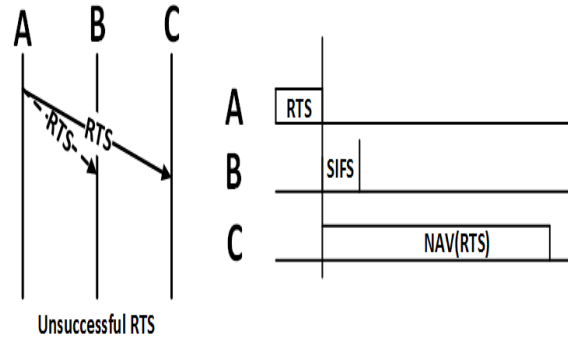 A B C
RTS
RTS
Unsuccessful RTS
A RTS
B SIFS
C NAV(RTS)